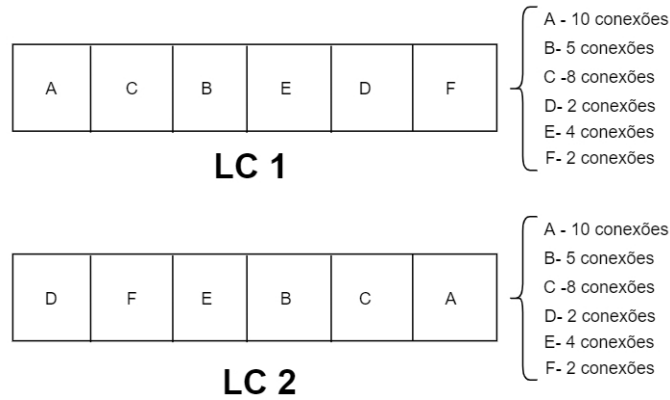 A - 10 conexões
B- 5 conexões
C -8 conexões
D- 2 conexões
E- 4 conexões
F- 2 conexões
A C B E D F
LC 1
A - 10 conexões
B- 5 conexões
C -8 conexões
D- 2 conexões
E- 4 conexões
F- 2 conexões
D F E B C A
LC 2